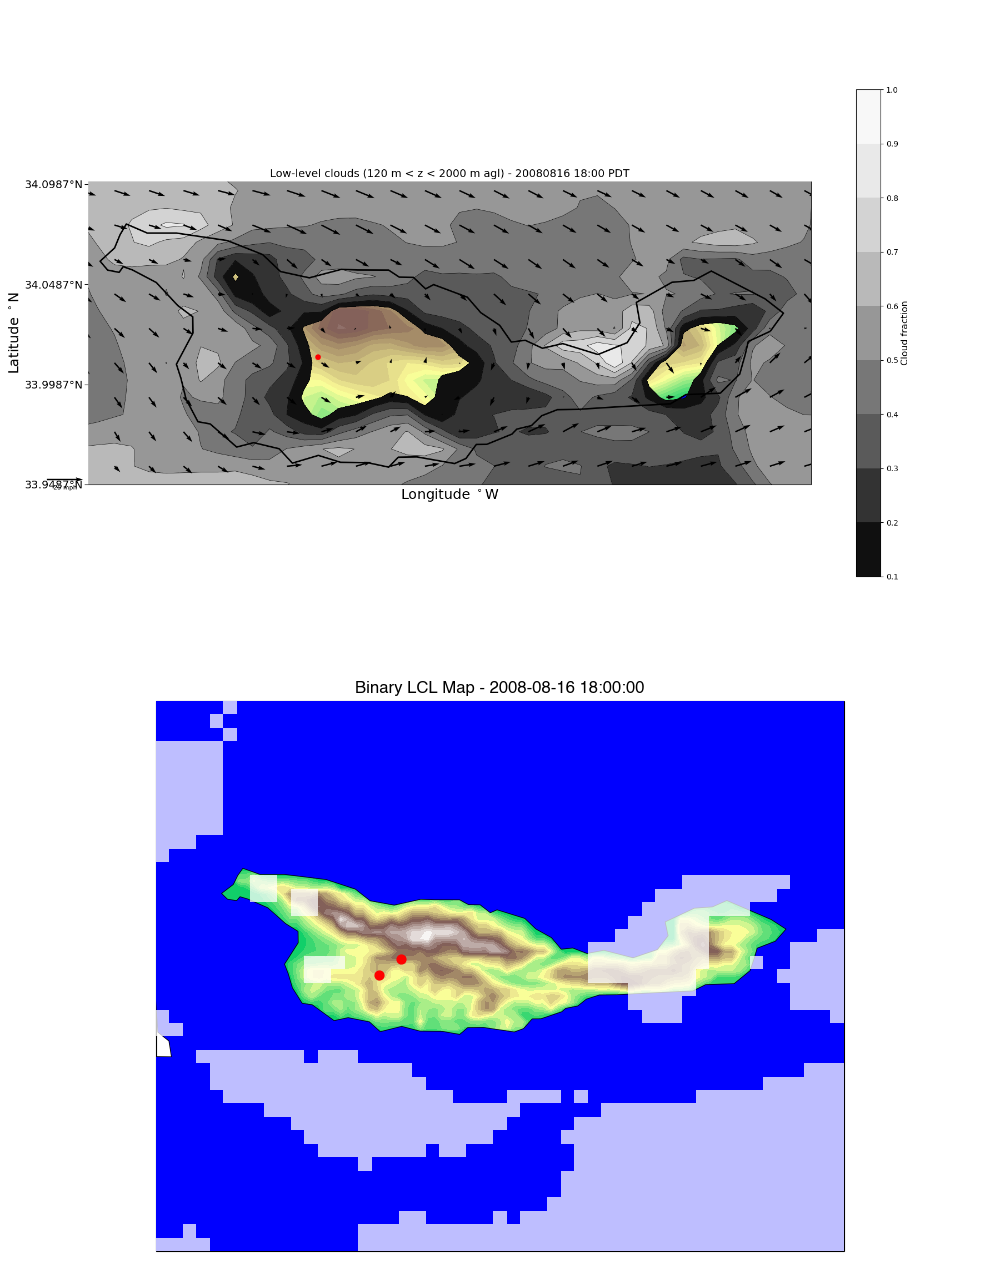 Low-level clouds (120 m < z < 2000 m agl) - 20080816 18:00 PDT
34.0987°N
34.0487°N
33.9987°N
33.9487°N
Latitude °N
Longitude °W
1.0
0.9
0.8
0.7
0.6
0.5
0.4
0.3
0.2
0.1
Cloud fraction
Binary LCL Map - 2008-08-16 18:00:00